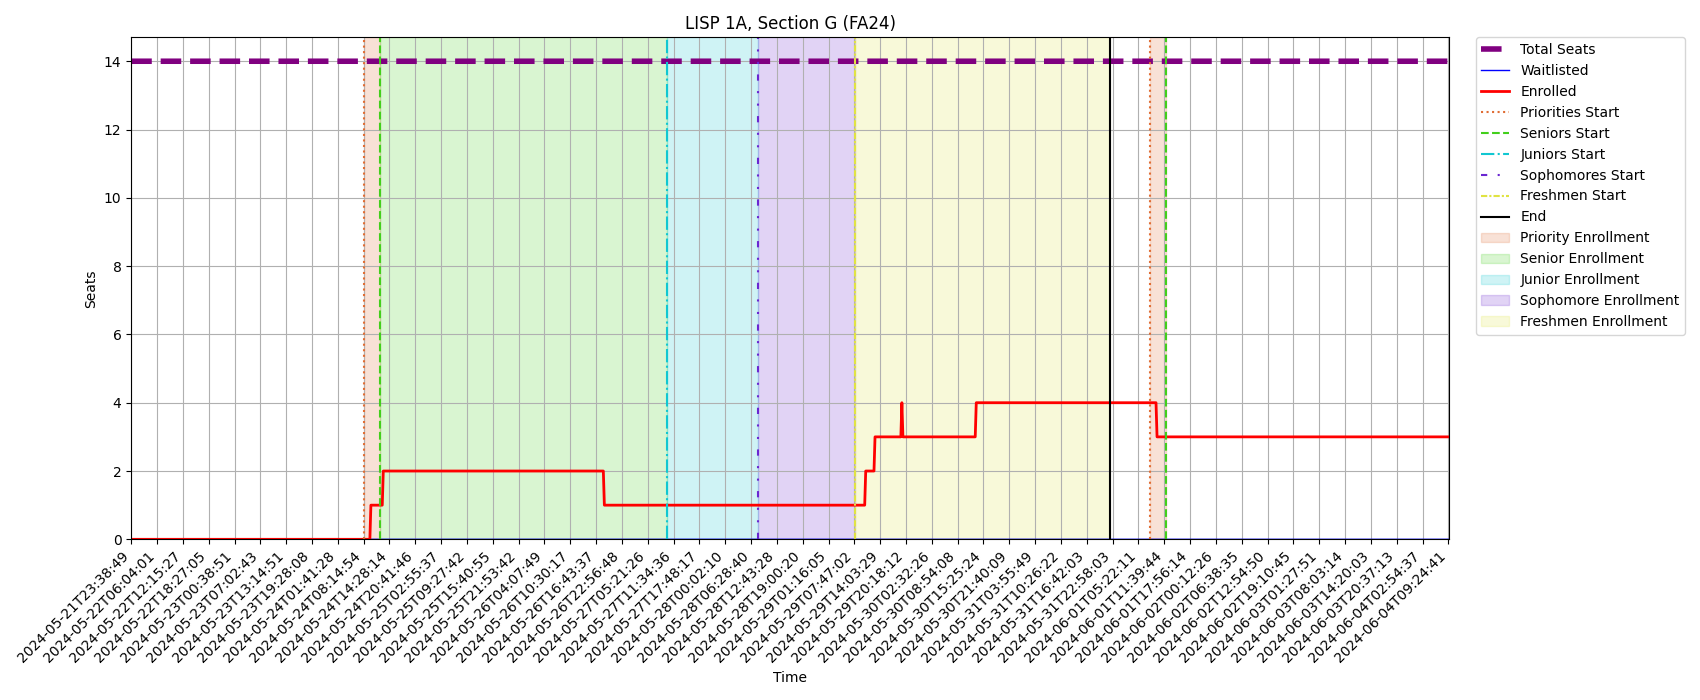 LISP 1A, Section G (FA24)
Total Seats
Waitlisted
Enrolled
Priorities Start
Seniors Start
Juniors Start
Sophomores Start
Freshmen Start
End
Priority Enrollment
Senior Enrollment
Junior Enrollment
Sophomore Enrollment
Freshmen Enrollment
Seats
14
12
10
8
6
4
2
0
2024-05-21T23:38:49
2024-05-22T06:04:01
2024-05-22T12:15:27
2024-05-22T18:27:05
2024-05-23T00:38:51
2024-05-23T07:02:43
2024-05-23T13:14:51
2024-05-23T19:28:08
2024-05-24T01:41:28
2024-05-24T08:14:54
2024-05-24T14:28:14
2024-05-24T20:41:46
2024-05-25T02:55:37
2024-05-25T09:27:42
2024-05-25T15:40:55
2024-05-25T21:53:42
2024-05-26T04:07:49
2024-05-26T10:30:17
2024-05-26T16:43:37
2024-05-26T22:56:48
2024-05-27T05:21:26
2024-05-27T11:34:36
2024-05-27T17:48:17
2024-05-28T00:02:10
2024-05-28T06:28:40
2024-05-28T12:43:28
2024-05-28T19:00:20
2024-05-29T01:16:05
2024-05-29T07:47:02
2024-05-29T14:03:29
2024-05-29T20:18:12
2024-05-30T02:32:26
2024-05-30T08:54:08
2024-05-30T15:25:24
2024-05-30T21:40:09
2024-05-31T03:55:49
2024-05-31T10:26:22
2024-05-31T16:42:03
2024-05-31T22:58:03
2024-06-01T05:22:11
2024-06-01T11:39:44
2024-06-01T17:56:14
2024-06-02T00:12:26
2024-06-02T06:38:35
2024-06-02T12:54:50
2024-06-02T19:10:45
2024-06-03T01:27:51
2024-06-03T08:03:14
2024-06-03T14:20:03
2024-06-03T20:37:13
2024-06-04T02:54:37
2024-06-04T09:24:41
Time